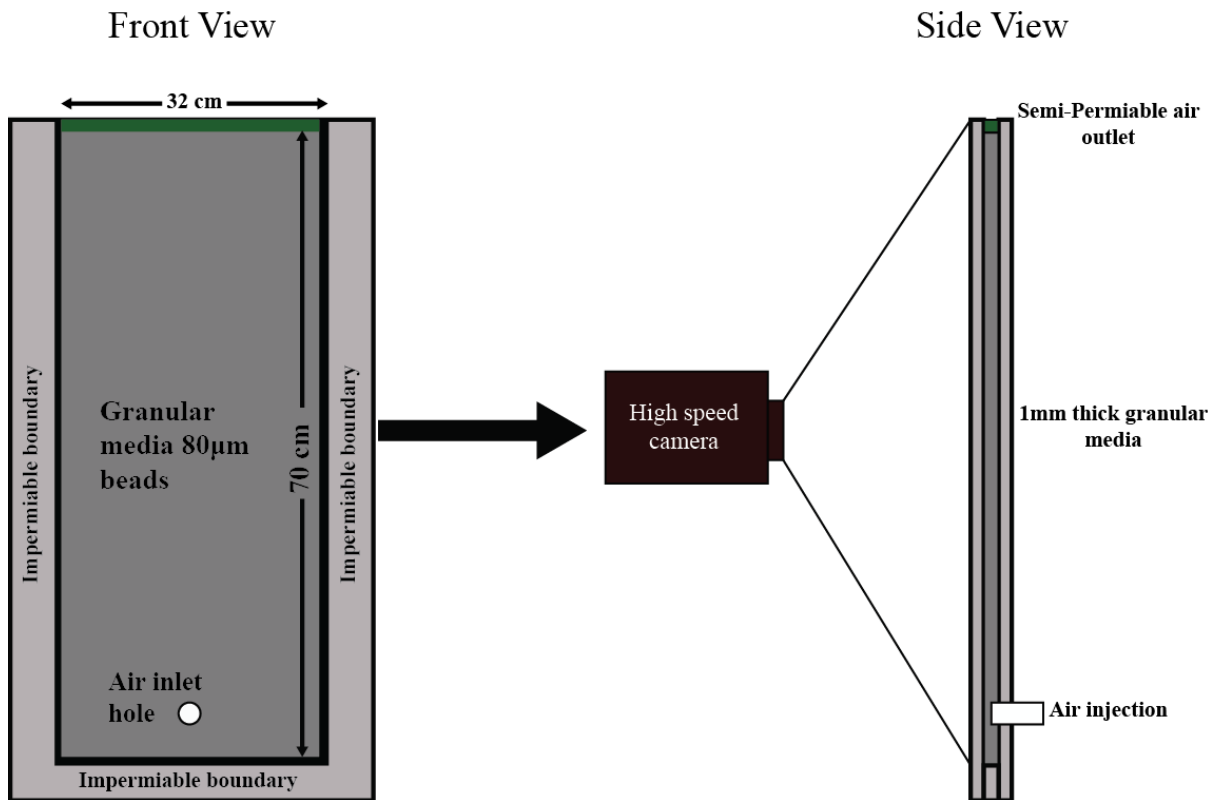 Front View
Side View
32 cm
Semi-Permiable air
outlet
Impermiable boundary
Granular
media 80μm
beads
70 cm
Impermiable boundary
High speed
camera
1mm thick granular
media
Air inlet
hole
Air injection
Impermiable boundary